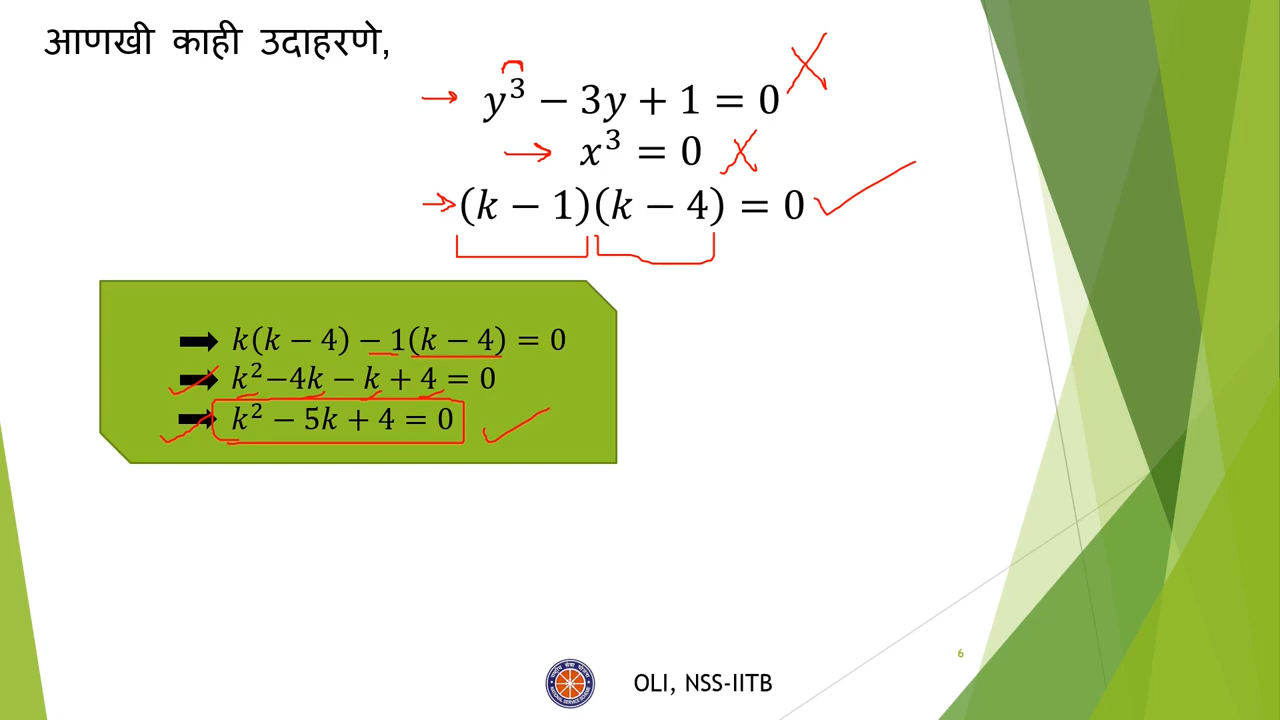 आणखी काही उदाहरणे,
→ y³ − 3y + 1 = 0 ✗
→ x³ = 0 ✗
→ (k − 1)(k − 4) = 0 ✓
➡ k(k − 4) − 1(k − 4) = 0
➡ k²−4k − k + 4 = 0
➡ k² − 5k + 4 = 0 ✓
6
OLI, NSS-IITB